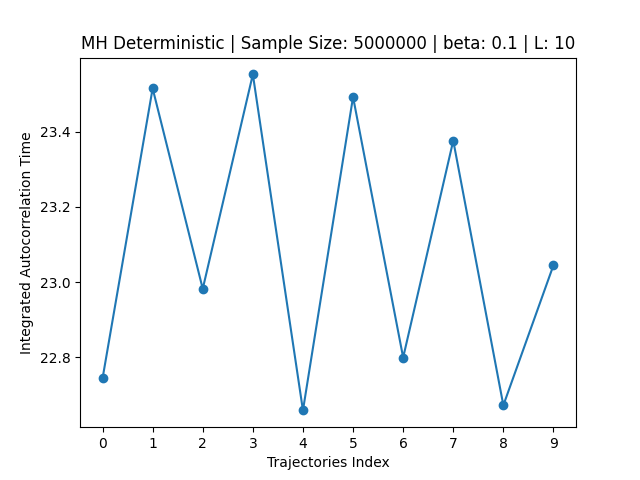 MH Deterministic | Sample Size: 5000000 | beta: 0.1 | L: 10
Integrated Autocorrelation Time
23.4
23.2
23.0
22.8
0 1 2 3 4 5 6 7 8 9
Trajectories Index